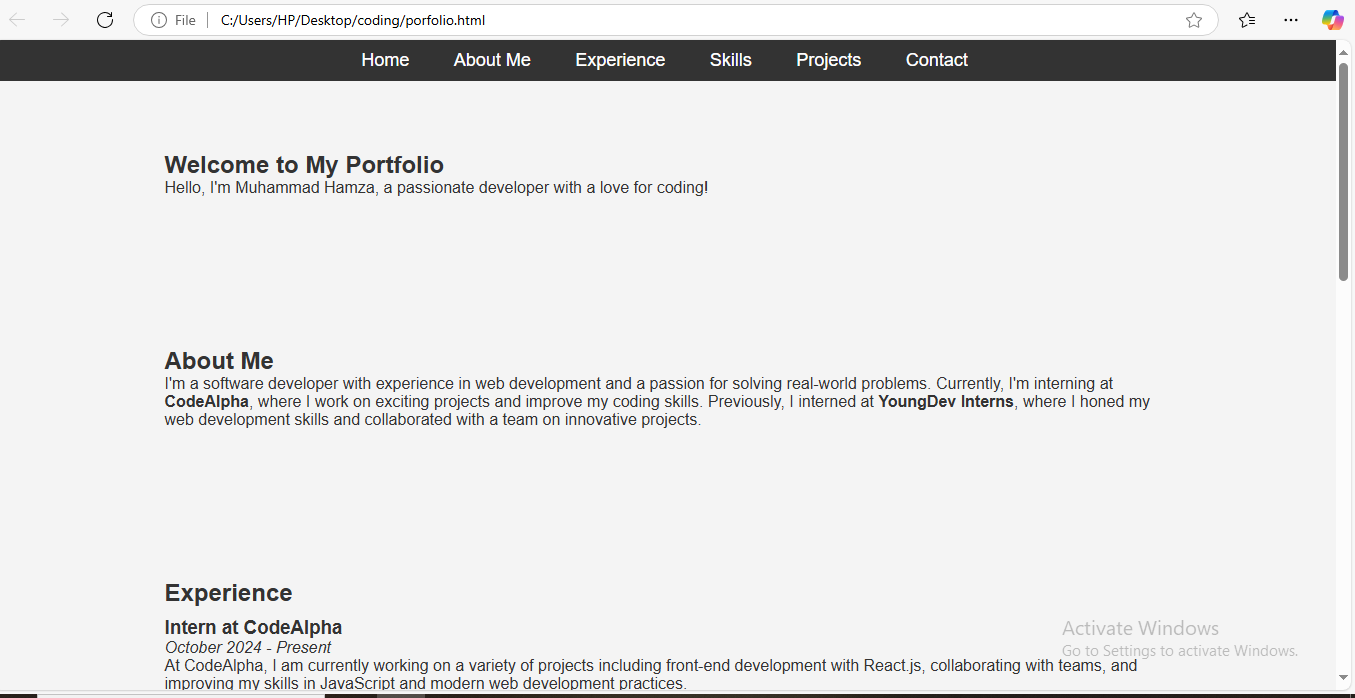 File C:/Users/HP/Desktop/coding/porfolio.html
Home About Me Experience Skills Projects Contact
Welcome to My Portfolio
Hello, I'm Muhammad Hamza, a passionate developer with a love for coding!
About Me
I'm a software developer with experience in web development and a passion for solving real-world problems. Currently, I'm interning at
CodeAlpha, where I work on exciting projects and improve my coding skills. Previously, I interned at YoungDev Interns, where I honed my
web development skills and collaborated with a team on innovative projects.
Experience
Intern at CodeAlpha
October 2024 - Present
At CodeAlpha, I am currently working on a variety of projects including front-end development with React.js, collaborating with teams, and
improving my skills in JavaScript and modern web development practices.
Activate Windows
Go to Settings to activate Windows.